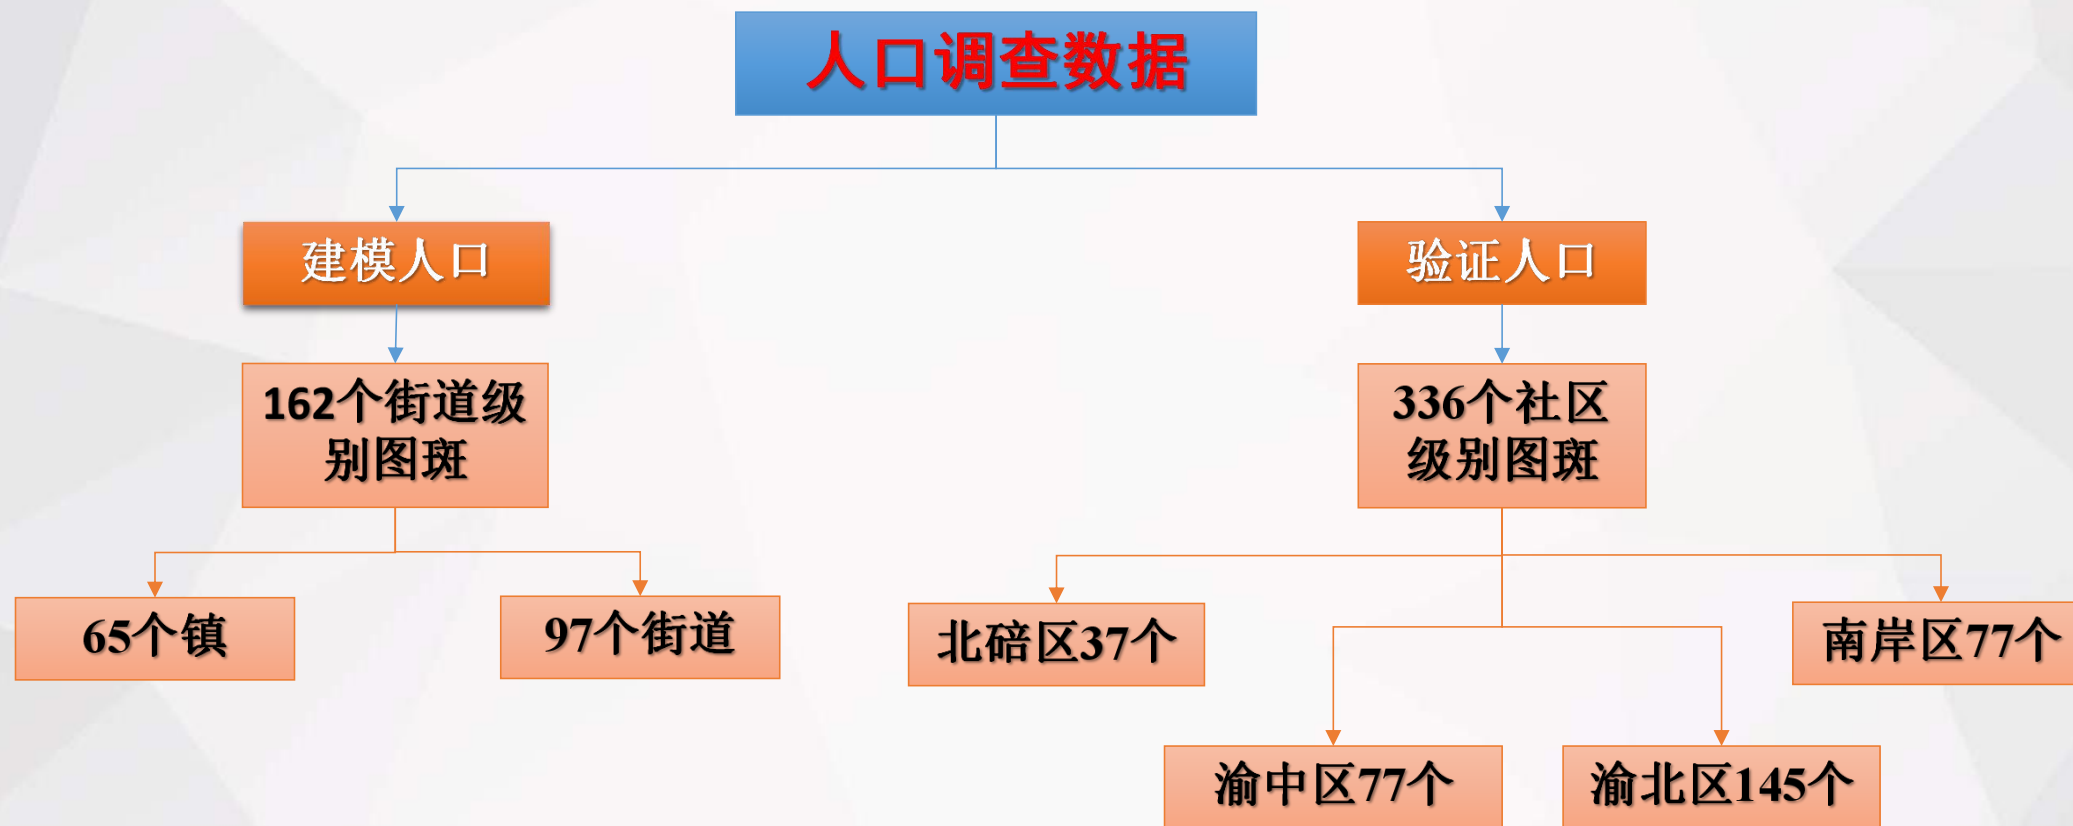 人口调查数据
建模人口
验证人口
162个街道级
别图斑
336个社区
级别图斑
65个镇
97个街道
北碚区37个
南岸区77个
渝中区77个
渝北区145个